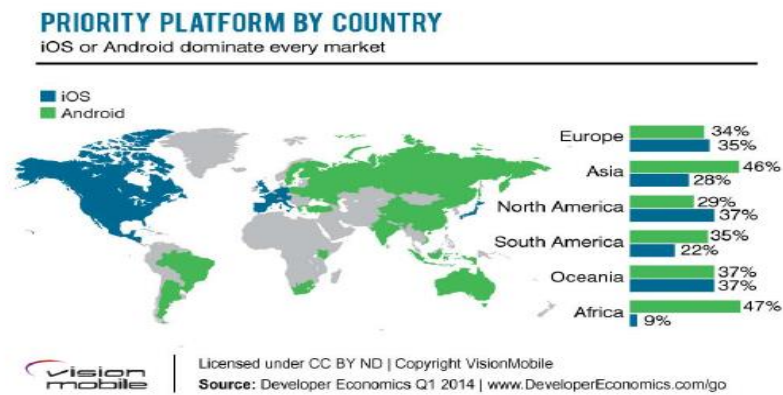 PRIORITY PLATFORM BY COUNTRY
iOS or Android dominate every market
iOS
Android
Europe 34%
35%
Asia 46%
28%
North America 29%
37%
South America 35%
22%
Oceania 37%
37%
Africa 47%
9%
vision
mobile
Licensed under CC BY ND | Copyright VisionMobile
Source: Developer Economics Q1 2014 | www.DeveloperEconomics.com/go